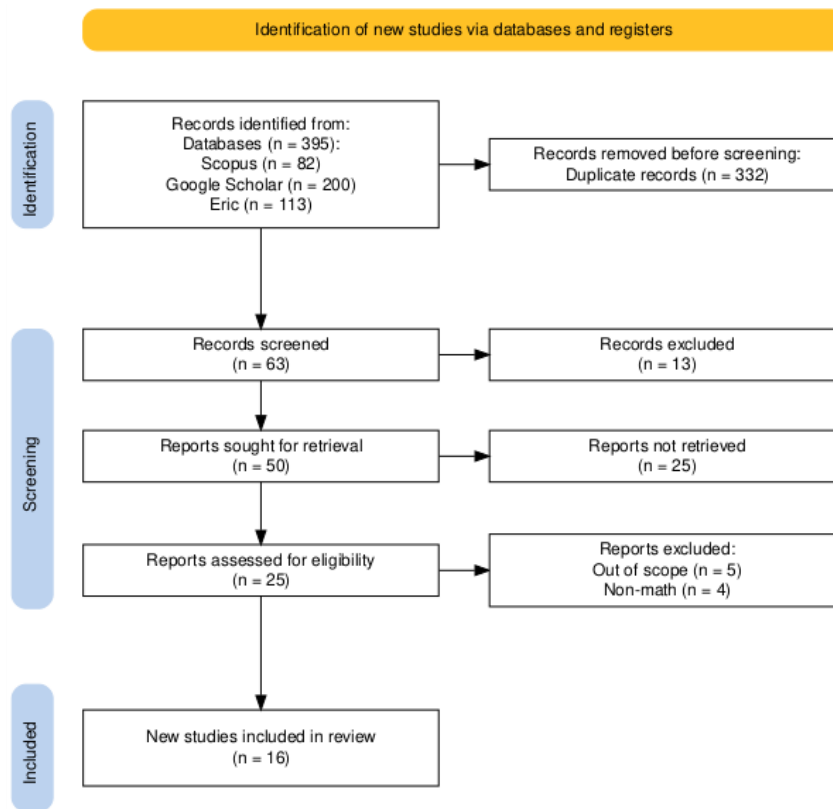 Identification of new studies via databases and registers
Identification
Records identified from:
Databases (n = 395):
Scopus (n = 82)
Google Scholar (n = 200)
Eric (n = 113)
Records removed before screening:
Duplicate records (n = 332)
Screening
Records screened
(n = 63)
Records excluded
(n = 13)
Reports sought for retrieval
(n = 50)
Reports not retrieved
(n = 25)
Reports assessed for eligibility
(n = 25)
Reports excluded:
Out of scope (n = 5)
Non-math (n = 4)
Included
New studies included in review
(n = 16)